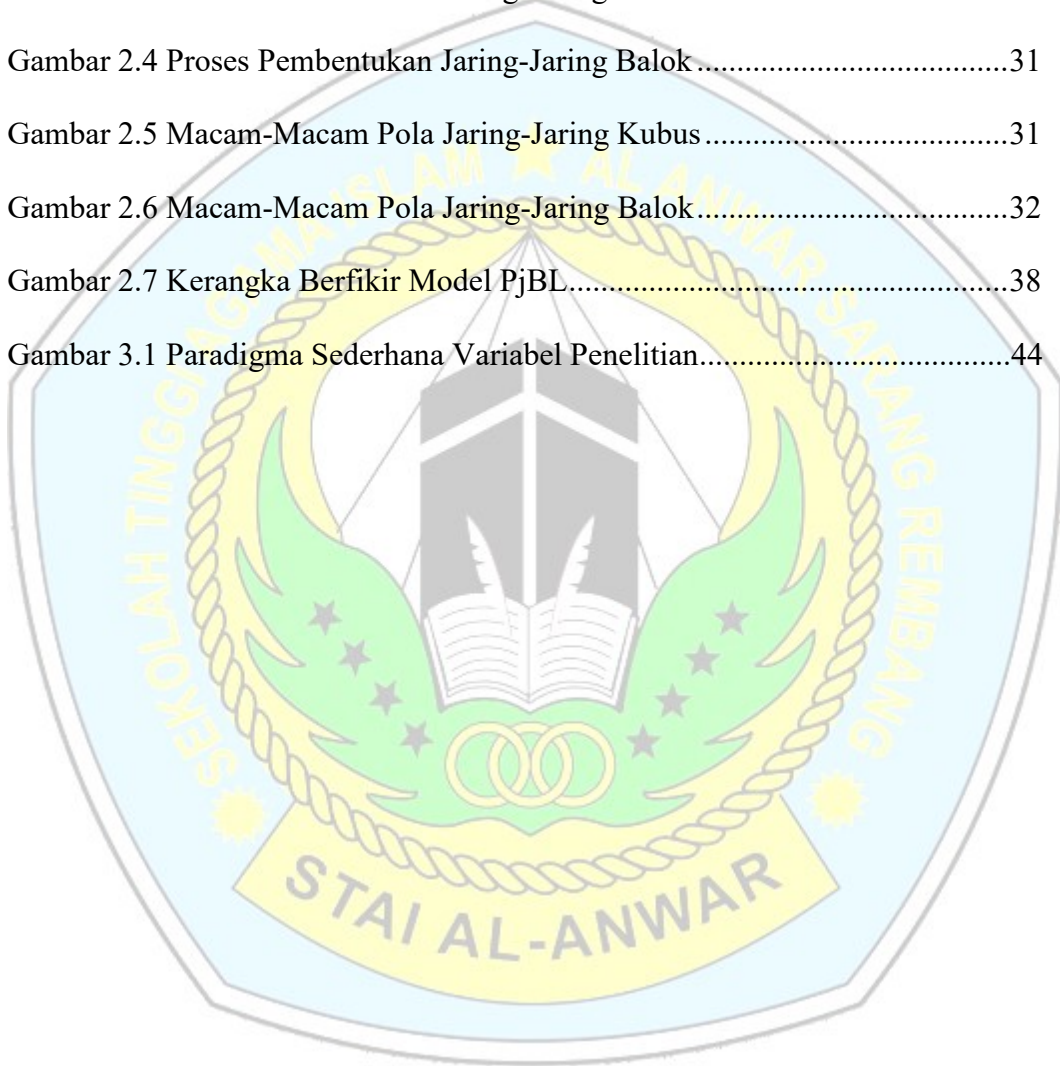 Gambar 2.4 Proses Pembentukan Jaring-Jaring Balok.......................................31
Gambar 2.5 Macam-Macam Pola Jaring-Jaring Kubus......................................31
Gambar 2.6 Macam-Macam Pola Jaring-Jaring Balok.......................................32
Gambar 2.7 Kerangka Berfikir Model PjBL.......................................................38
Gambar 3.1 Paradigma Sederhana Variabel Penelitian.......................................44
SEKOLAH TINGGI AGAMA ISLAM AL ANWAR SARANG REMBANG
STAI AL-ANWAR